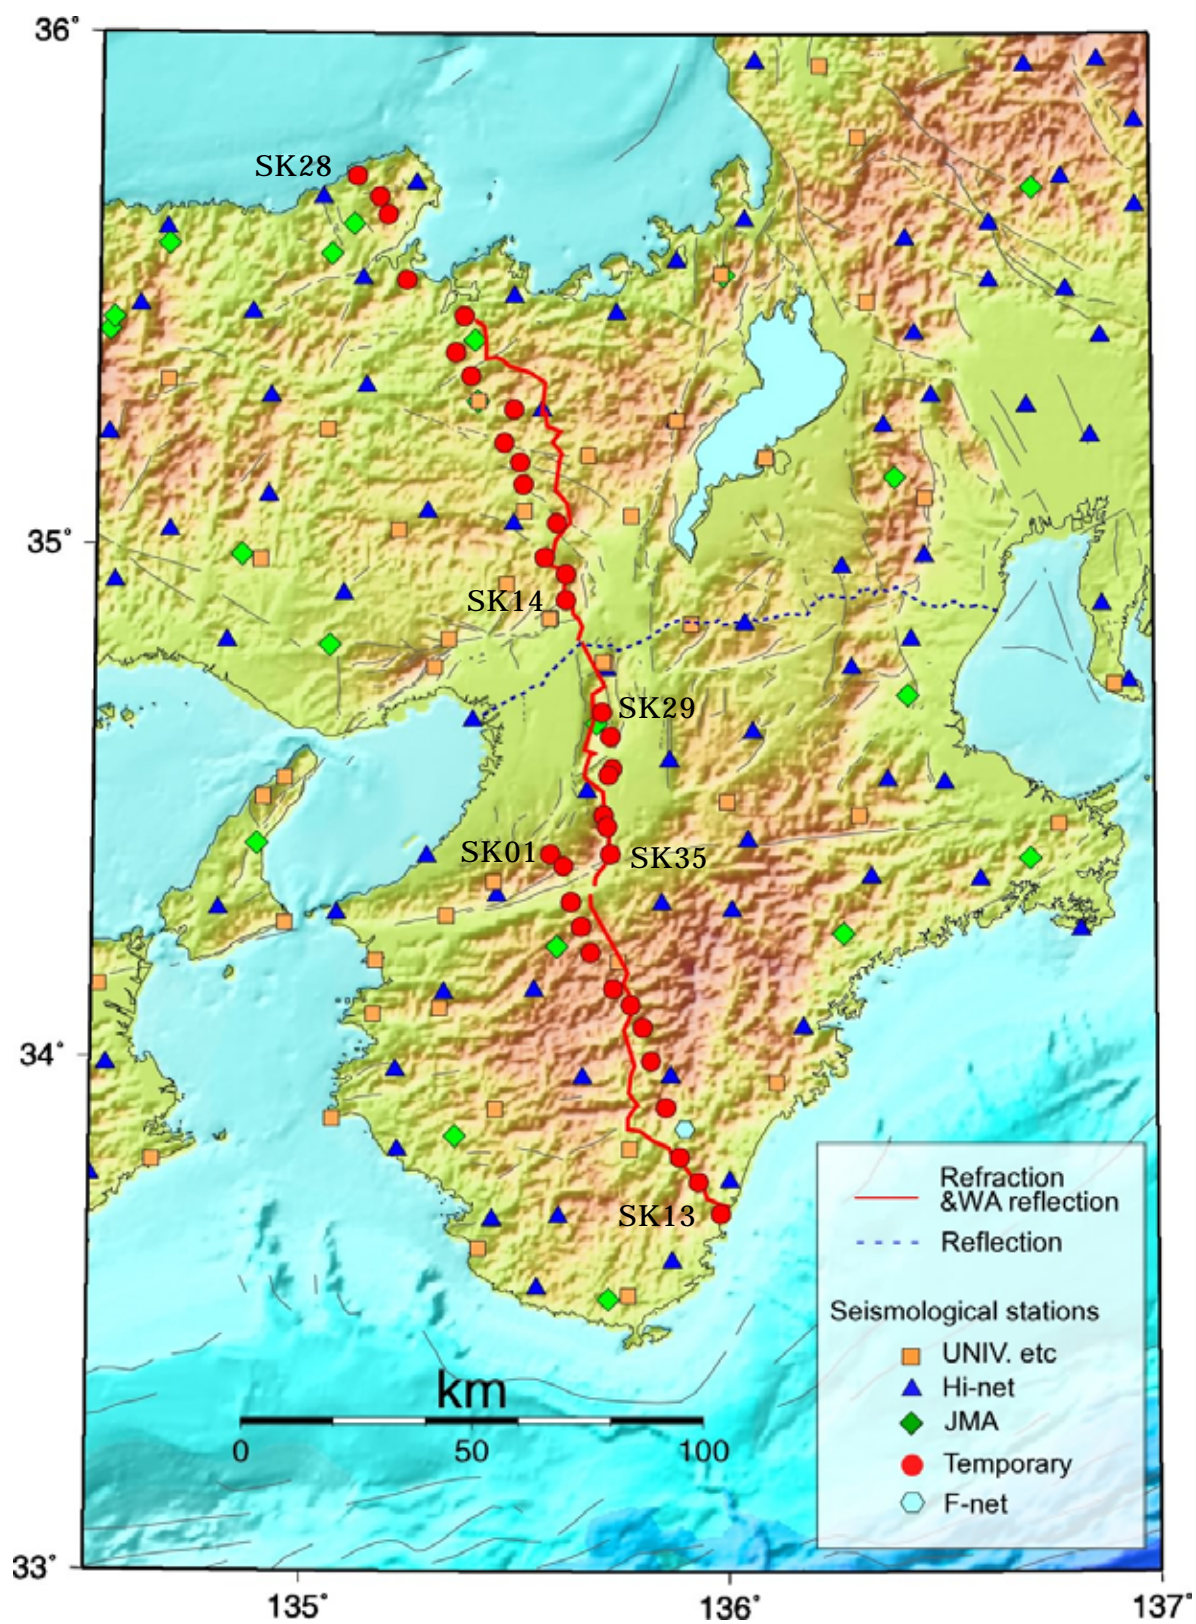 36°
SK28
35°
SK14
SK29
SK01
SK35
34°
SK13
Refraction
&WA reflection
Reflection
Seismological stations
UNIV. etc
Hi-net
JMA
Temporary
F-net
km
0 50 100
33°
135° 136° 137°